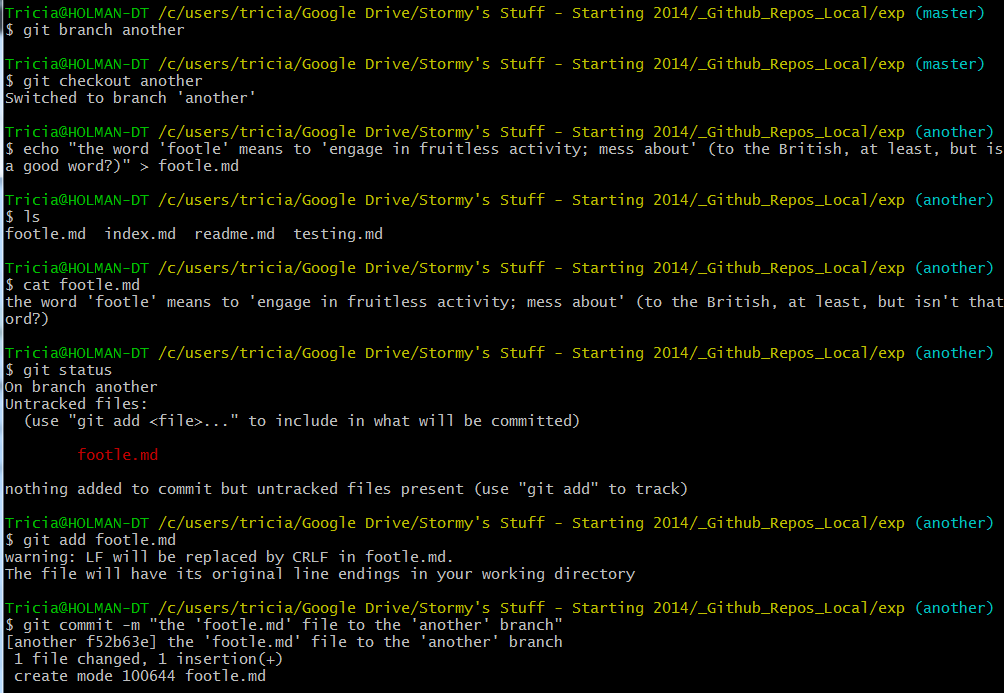 Tricia@HOLMAN-DT /c/users/tricia/Google Drive/Stormy's Stuff - Starting 2014/_Github_Repos_Local/exp (master)
$ git branch another
Tricia@HOLMAN-DT /c/users/tricia/Google Drive/Stormy's Stuff - Starting 2014/_Github_Repos_Local/exp (master)
$ git checkout another
Switched to branch 'another'
Tricia@HOLMAN-DT /c/users/tricia/Google Drive/Stormy's Stuff - Starting 2014/_Github_Repos_Local/exp (another)
$ echo "the word 'footle' means to 'engage in fruitless activity; mess about' (to the British, at least, but is
a good word?)" > footle.md
Tricia@HOLMAN-DT /c/users/tricia/Google Drive/Stormy's Stuff - Starting 2014/_Github_Repos_Local/exp (another)
$ ls
footle.md  index.md  readme.md  testing.md
Tricia@HOLMAN-DT /c/users/tricia/Google Drive/Stormy's Stuff - Starting 2014/_Github_Repos_Local/exp (another)
$ cat footle.md
the word 'footle' means to 'engage in fruitless activity; mess about' (to the British, at least, but isn't that
ord?)
Tricia@HOLMAN-DT /c/users/tricia/Google Drive/Stormy's Stuff - Starting 2014/_Github_Repos_Local/exp (another)
$ git status
On branch another
Untracked files:
  (use "git add <file>..." to include in what will be committed)
        footle.md
nothing added to commit but untracked files present (use "git add" to track)
Tricia@HOLMAN-DT /c/users/tricia/Google Drive/Stormy's Stuff - Starting 2014/_Github_Repos_Local/exp (another)
$ git add footle.md
warning: LF will be replaced by CRLF in footle.md.
The file will have its original line endings in your working directory
Tricia@HOLMAN-DT /c/users/tricia/Google Drive/Stormy's Stuff - Starting 2014/_Github_Repos_Local/exp (another)
$ git commit -m "the 'footle.md' file to the 'another' branch"
[another f52b63e] the 'footle.md' file to the 'another' branch
 1 file changed, 1 insertion(+)
 create mode 100644 footle.md